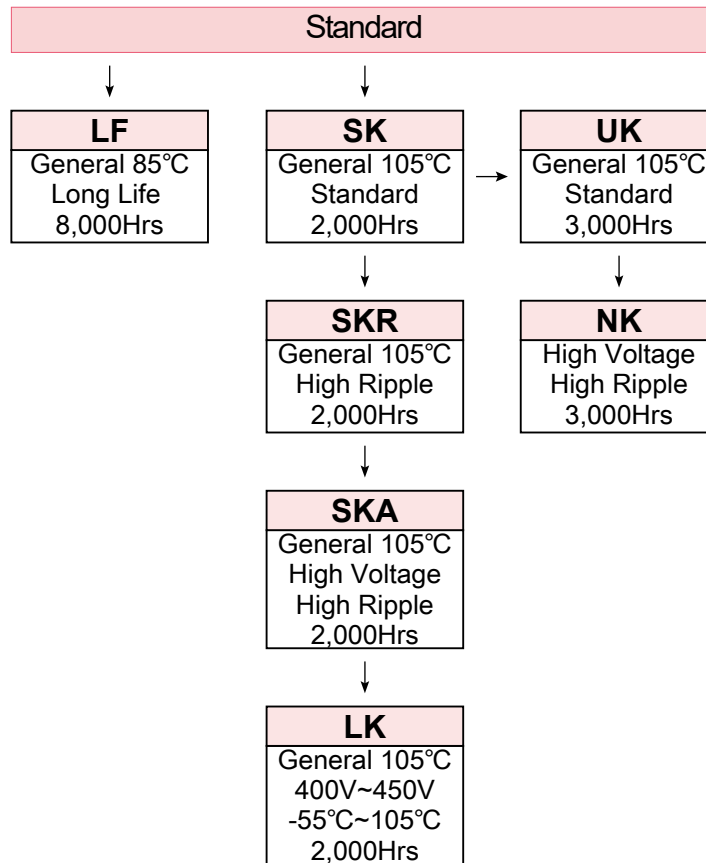 Standard
LF
General 85℃
Long Life
8,000Hrs
SK
General 105℃
Standard
2,000Hrs
UK
General 105℃
Standard
3,000Hrs
SKR
General 105℃
High Ripple
2,000Hrs
NK
High Voltage
High Ripple
3,000Hrs
SKA
General 105℃
High Voltage
High Ripple
2,000Hrs
LK
General 105℃
400V~450V
-55℃~105℃
2,000Hrs